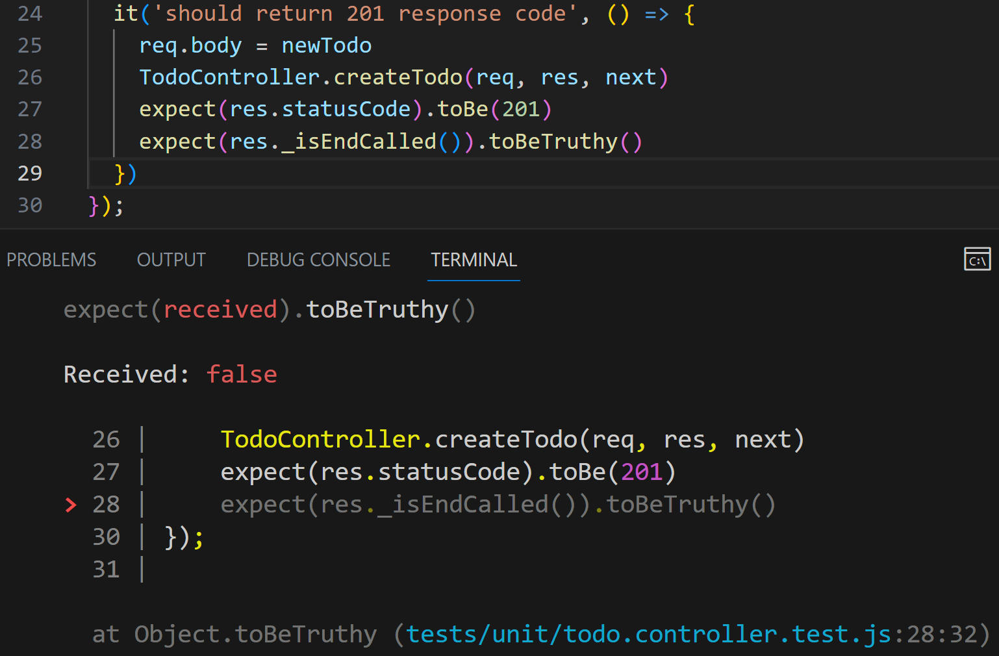 24 it('should return 201 response code', () => {
25 req.body = newTodo
26 TodoController.createTodo(req, res, next)
27 expect(res.statusCode).toBe(201)
28 expect(res._isEndCalled()).toBeTruthy()
29 })
30 });
PROBLEMS OUTPUT DEBUG CONSOLE TERMINAL C:\
expect(received).toBeTruthy()
Received: false
26 | TodoController.createTodo(req, res, next)
27 | expect(res.statusCode).toBe(201)
> 28 | expect(res._isEndCalled()).toBeTruthy()
30 | });
31 |
at Object.toBeTruthy (tests/unit/todo.controller.test.js:28:32)